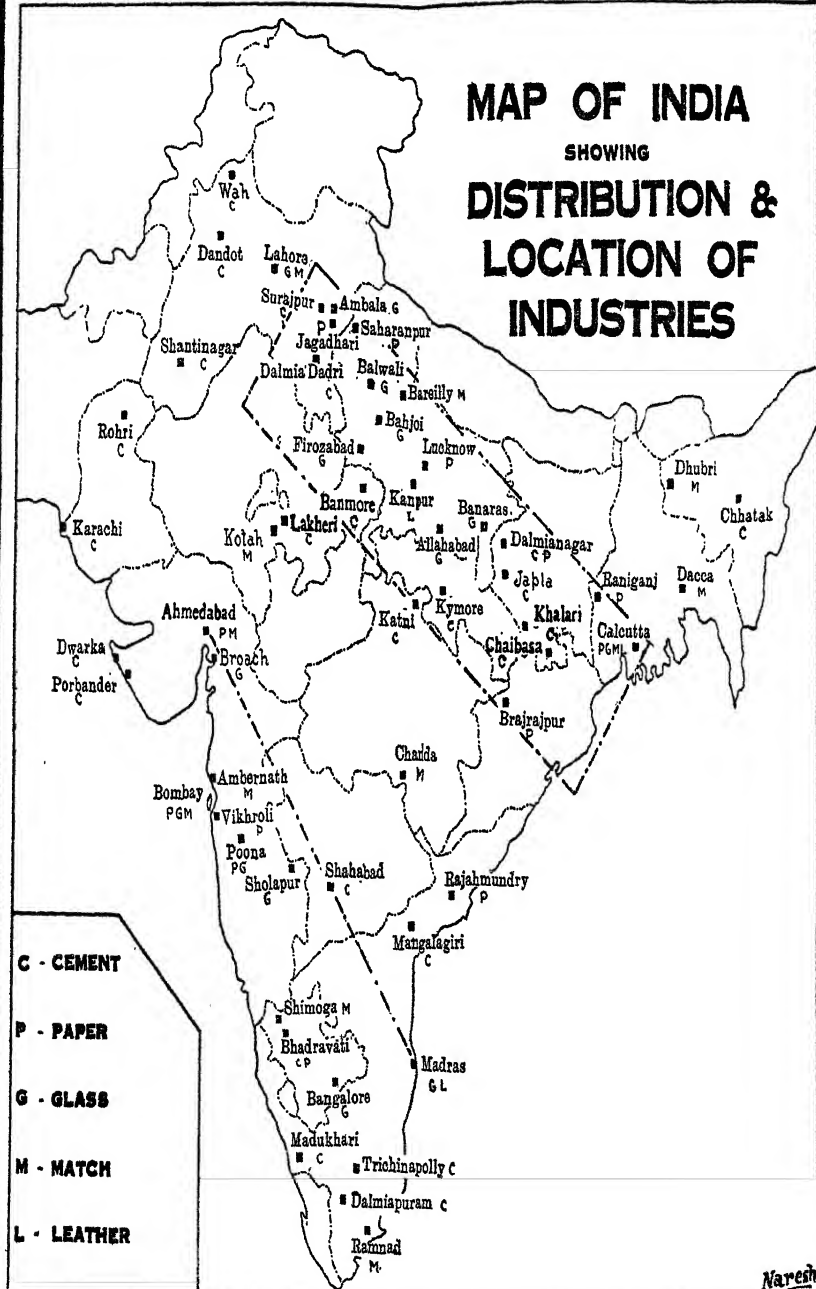 MAP OF INDIA
SHOWING
DISTRIBUTION &
LOCATION OF
INDUSTRIES
Wah
C
Dandot
C
Lahore
G M
Surajpur
C
Ambala G
P
Jagadhari
Saharanpur
P
Shantinagar
C
Dalmia Dadri
C
Balwali
G
Bareilly M
Rohri
C
Bahjoi
G
Firozabad
G
Lucknow
P
Kanpur
L
Banmore
C
Dhubri
M
Chhatak
C
Karachi
C
Kotah
M
Lakheri
C
Allahabad
G
Banaras
G
Dalmianagar
C P
Japla
C
Raniganj
P
Dacca
M
Ahmedabad
P M
Katni
C
Kymore
C
Khalari
C
Chaibasa
C
Calcutta
P G M L
Dwarka
C
Porbander
C
Broach
G
Brajrajpur
P
Chanda
M
Ambernath
M
Bombay
P G M
Vikhroli
P
Poona
P G
Sholapur
G
Shahabad
C
Rajahmundry
P
Mangalagiri
C
Shimoga M
Bhadravati
C P
Madras
G L
Bangalore
G
Madukhari
C
Trichinapolly C
Dalmiapuram C
Ramnad
M.
C - CEMENT
P - PAPER
G - GLASS
M - MATCH
L - LEATHER
Naresh